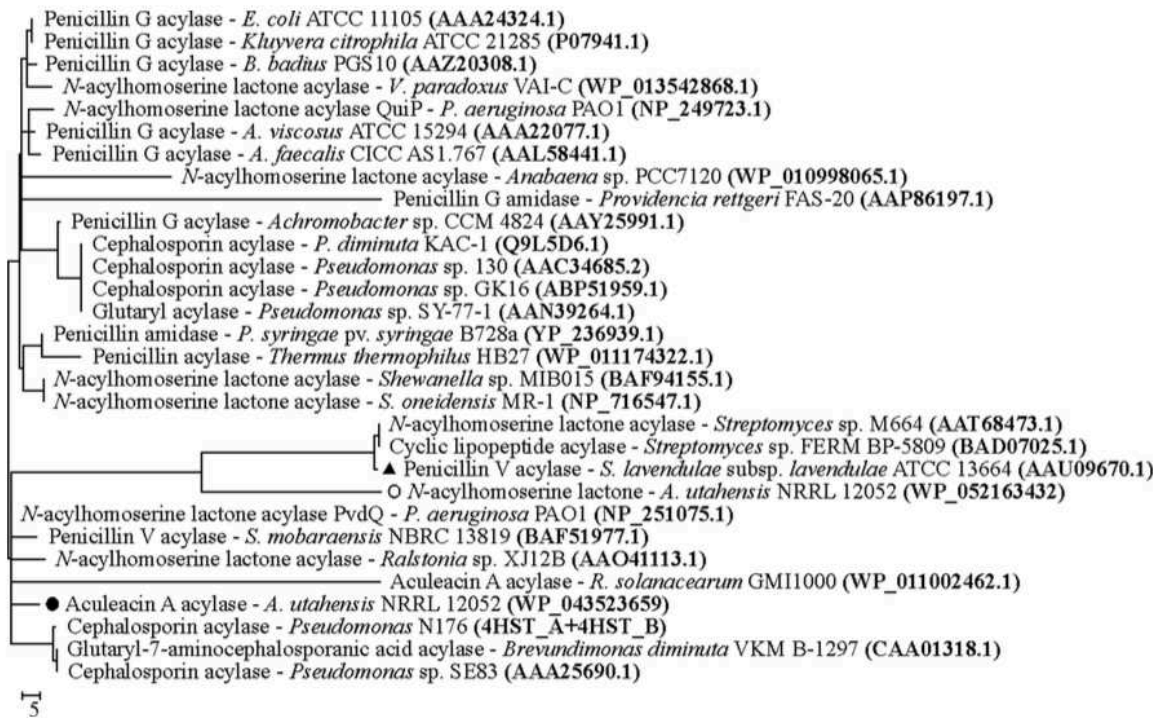 Penicillin G acylase - E. coli ATCC 11105 (AAA24324.1)
Penicillin G acylase - Kluyvera citrophila ATCC 21285 (P07941.1)
Penicillin G acylase - B. badius PGS10 (AAZ20308.1)
N-acylhomoserine lactone acylase - V. paradoxus VAI-C (WP_013542868.1)
N-acylhomoserine lactone acylase QuiP - P. aeruginosa PAO1 (NP_249723.1)
Penicillin G acylase - A. viscosus ATCC 15294 (AAA22077.1)
Penicillin G acylase - A. faecalis CICC AS1.767 (AAL58441.1)
N-acylhomoserine lactone acylase - Anabaena sp. PCC7120 (WP_010998065.1)
Penicillin G amidase - Providencia rettgeri FAS-20 (AAP86197.1)
Penicillin G acylase - Achromobacter sp. CCM 4824 (AAY25991.1)
Cephalosporin acylase - P. diminuta KAC-1 (Q9L5D6.1)
Cephalosporin acylase - Pseudomonas sp. 130 (AAC34685.2)
Cephalosporin acylase - Pseudomonas sp. GK16 (ABP51959.1)
Glutaryl acylase - Pseudomonas sp. SY-77-1 (AAN39264.1)
Penicillin amidase - P. syringae pv. syringae B728a (YP_236939.1)
Penicillin acylase - Thermus thermophilus HB27 (WP_011174322.1)
N-acylhomoserine lactone acylase - Shewanella sp. MIB015 (BAF94155.1)
N-acylhomoserine lactone acylase - S. oneidensis MR-1 (NP_716547.1)
N-acylhomoserine lactone acylase - Streptomyces sp. M664 (AAT68473.1)
Cyclic lipopeptide acylase - Streptomyces sp. FERM BP-5809 (BAD07025.1)
Penicillin V acylase - S. lavendulae subsp. lavendulae ATCC 13664 (AAU09670.1)
N-acylhomoserine lactone - A. utahensis NRRL 12052 (WP_052163432)
N-acylhomoserine lactone acylase PvdQ - P. aeruginosa PAO1 (NP_251075.1)
Penicillin V acylase - S. mobaraensis NBRC 13819 (BAF51977.1)
N-acylhomoserine lactone acylase - Ralstonia sp. XJ12B (AAO41113.1)
Aculeacin A acylase - R. solanacearum GMI1000 (WP_011002462.1)
Aculeacin A acylase - A. utahensis NRRL 12052 (WP_043523659)
Cephalosporin acylase - Pseudomonas N176 (4HST_A+4HST_B)
Glutaryl-7-aminocephalosporanic acid acylase - Brevundimonas diminuta VKM B-1297 (CAA01318.1)
Cephalosporin acylase - Pseudomonas sp. SE83 (AAA25690.1)
5